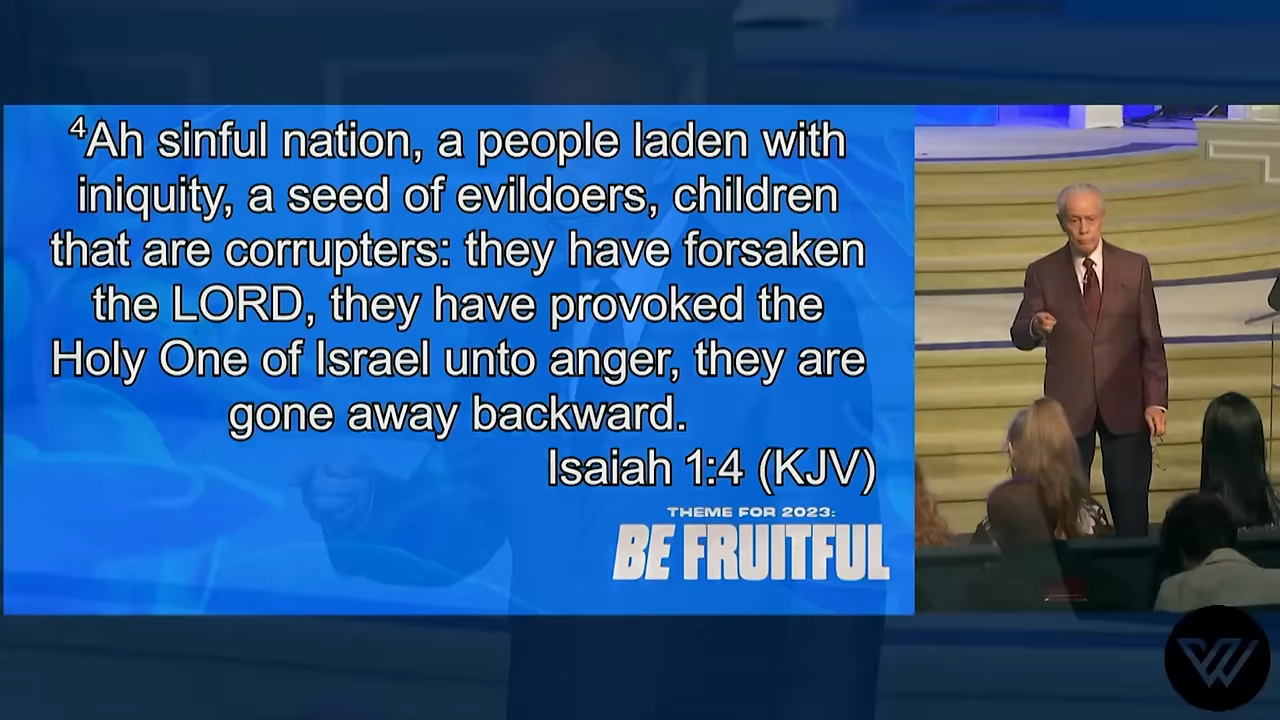 4Ah sinful nation, a people laden with
iniquity, a seed of evildoers, children
that are corrupters: they have forsaken
the LORD, they have provoked the
Holy One of Israel unto anger, they are
gone away backward.
Isaiah 1:4 (KJV)
THEME FOR 2023:
BE FRUITFUL
W